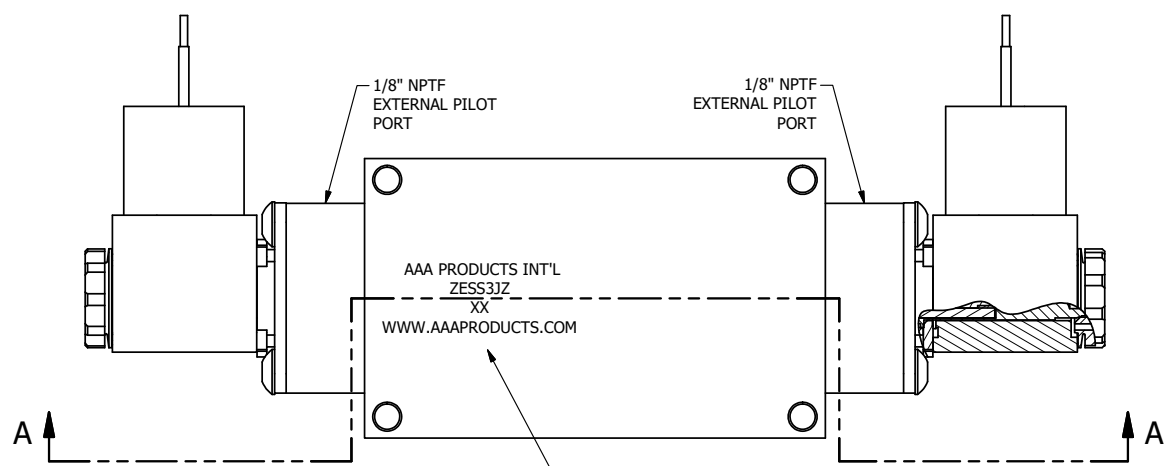 1/8" NPTF
EXTERNAL PILOT
PORT
1/8" NPTF
EXTERNAL PILOT
PORT
AAA PRODUCTS INT'L
ZESS3JZ
XX
WWW.AAAPRODUCTS.COM
A
A